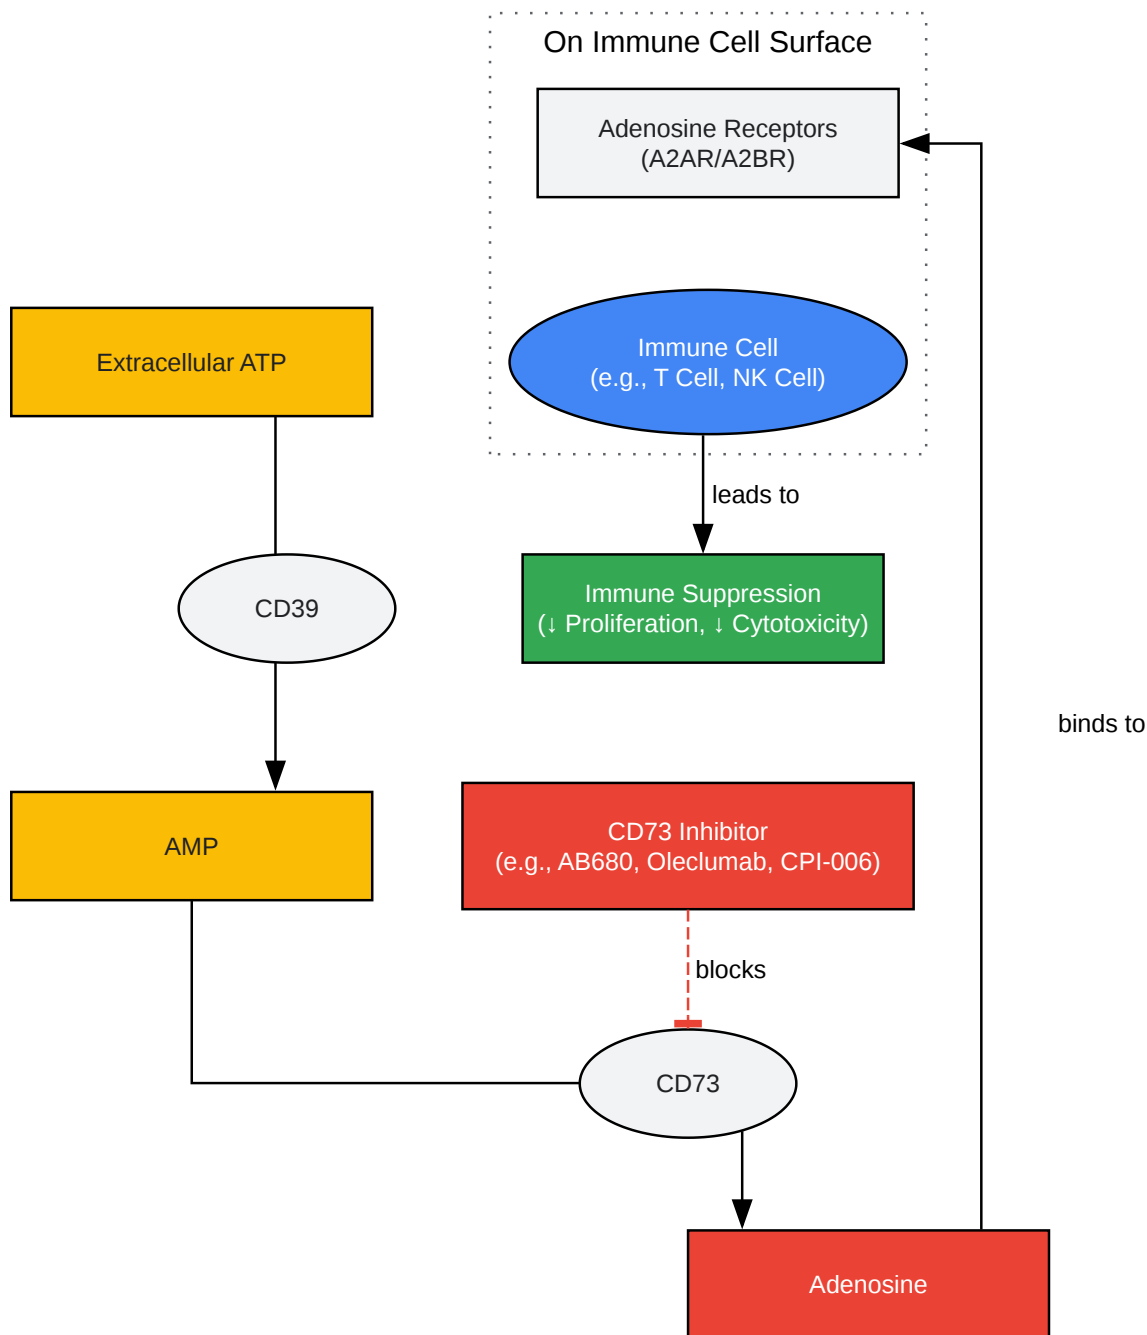 On Immune Cell Surface
Adenosine Receptors
(A2AR/A2BR)
Extracellular ATP
Immune Cell
(e.g., T Cell, NK Cell)
leads to
CD39
Immune Suppression
(↓ Proliferation, ↓ Cytotoxicity)
binds to
AMP
CD73 Inhibitor
(e.g., AB680, Oleclumab, CPI-006)
blocks
CD73
Adenosine